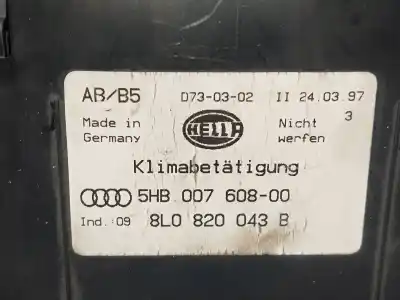 AB/B5 D73-03-02 II 24.03.97
3
Made in Germany HELLA Nicht werfen
Klimabetätigung
5HB 007 608-00
Ind.:09 8L0 820 043 B